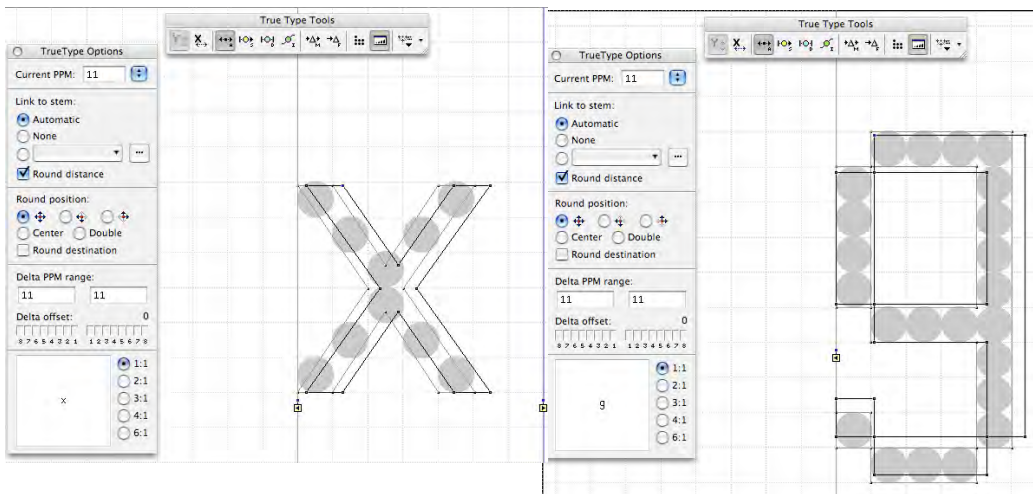 True Type Tools
TrueType Options
Current PPM: 11
Link to stem:
Automatic
None
Round distance
Round position:
Center Double
Round destination
Delta PPM range:
11 11
Delta offset: 0
8 7 6 5 4 3 2 1 1 2 3 4 5 6 7 8
x
1:1
2:1
3:1
4:1
6:1
True Type Tools
TrueType Options
Current PPM: 11
Link to stem:
Automatic
None
Round distance
Round position:
Center Double
Round destination
Delta PPM range:
11 11
Delta offset: 0
8 7 6 5 4 3 2 1 1 2 3 4 5 6 7 8
g
1:1
2:1
3:1
4:1
6:1